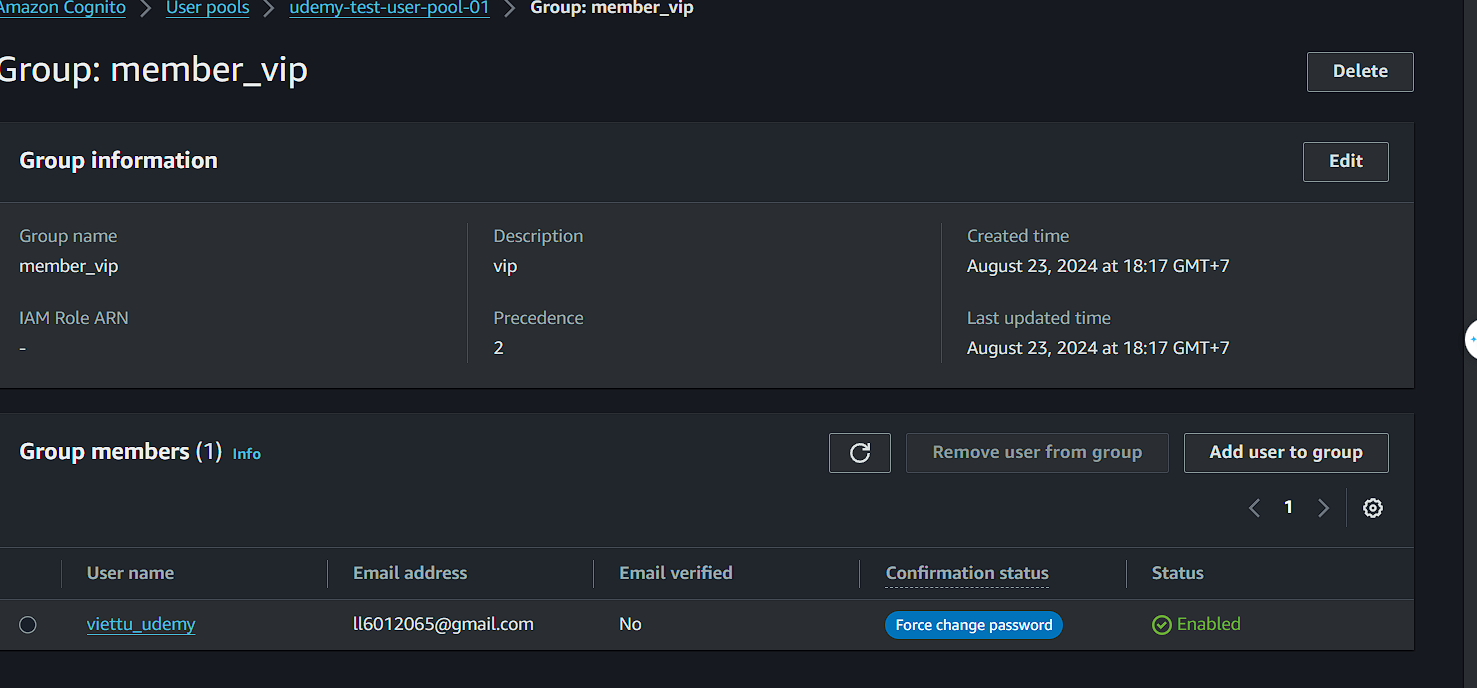 Amazon Cognito > User pools > udemy-test-user-pool-01 > Group: member_vip
Group: member_vip
Delete
Group information
Edit
Group name
member_vip
Description
vip
Created time
August 23, 2024 at 18:17 GMT+7
IAM Role ARN
-
Precedence
2
Last updated time
August 23, 2024 at 18:17 GMT+7
Group members (1) Info
Remove user from group
Add user to group
1
User name Email address Email verified Confirmation status Status
viettu_udemy ll6012065@gmail.com No Force change password Enabled